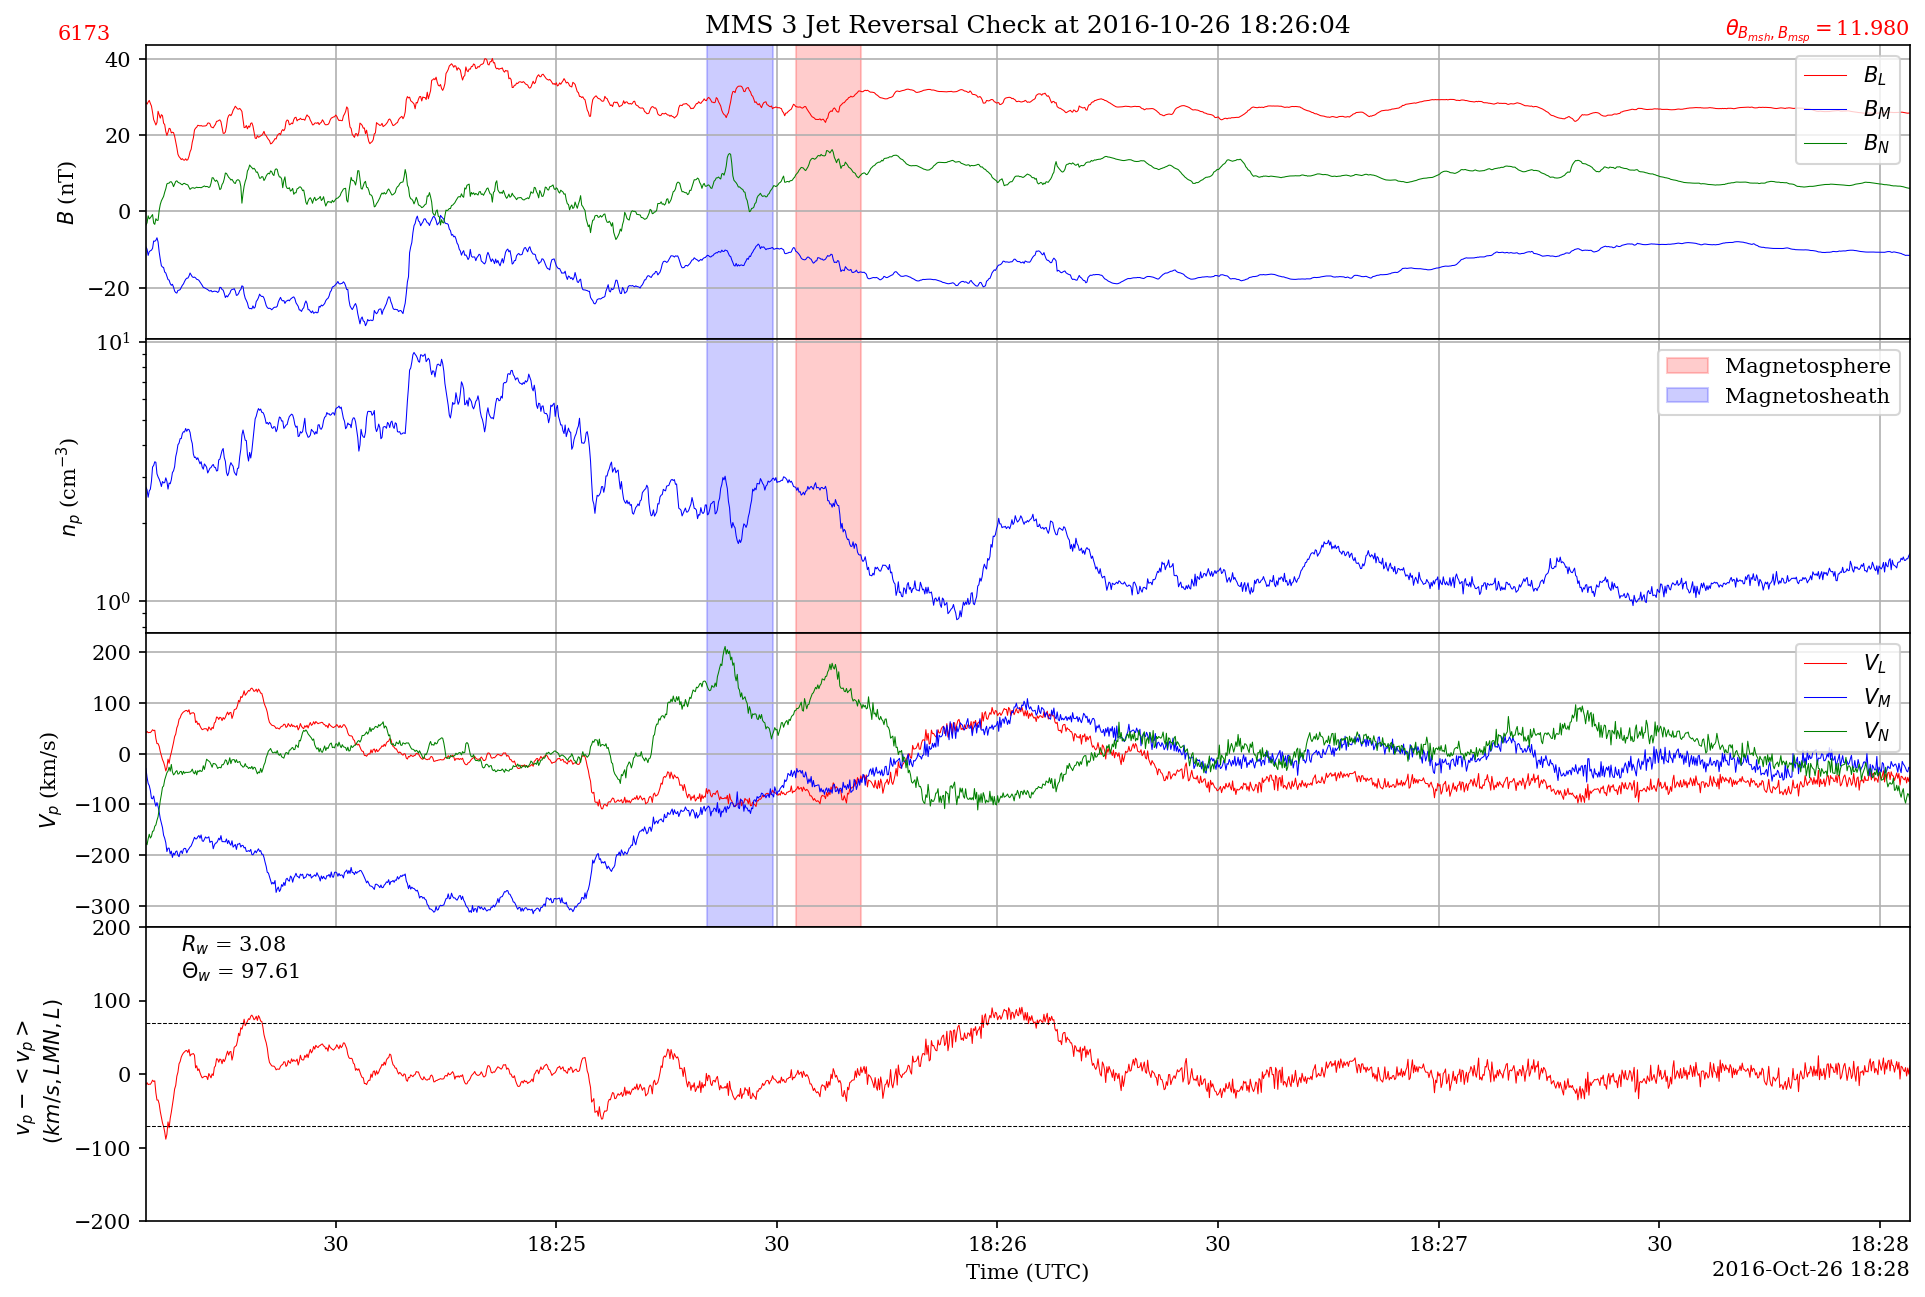 MMS 3 Jet Reversal Check at 2016-10-26 18:26:04
6173
θ_{B_{msh}, B_{msp}} = 11.980
40
20
0
−20
B (nT)
B_L
B_M
B_N
10^1
10^0
n_p (cm^{−3})
Magnetosphere
Magnetosheath
200
100
0
−100
−200
−300
V_p (km/s)
V_L
V_M
V_N
200
100
0
−100
−200
v_p − < v_p >
(km/s, LMN, L)
R_w = 3.08
Θ_w = 97.61
30
18:25
30
18:26
30
18:27
30
18:28
Time (UTC)
2016-Oct-26 18:28